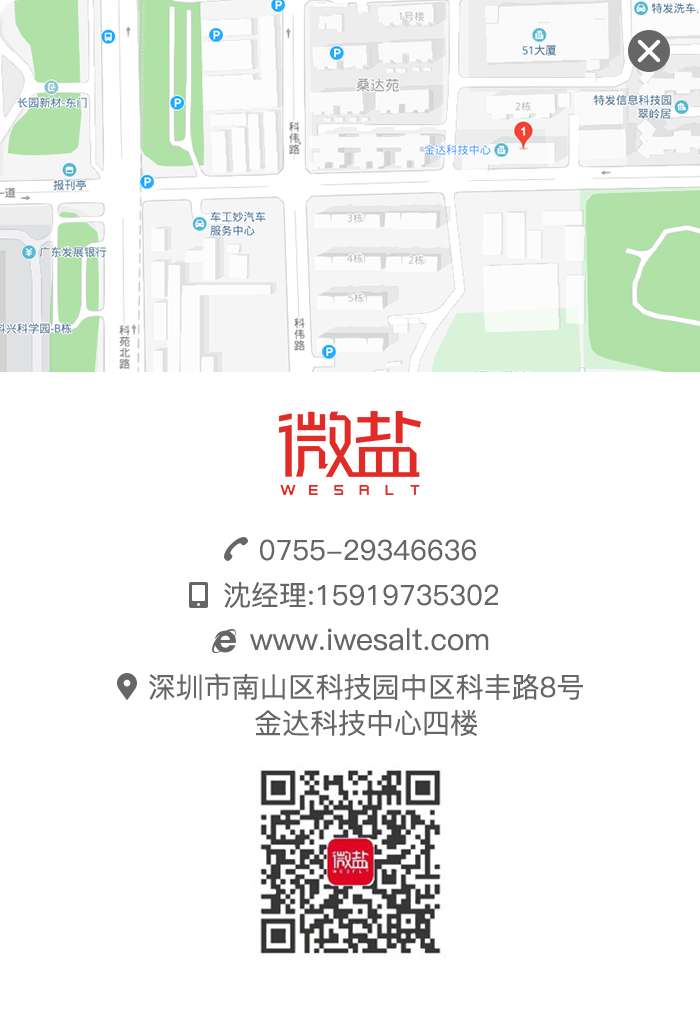 1号楼
特发洗车
51大厦
桑达苑
长园新材-东门
2栋
特发信息科技园
翠岭居
科伟路
1
金达科技中心
报刊亭
道
3栋
车工妙汽车
服务中心
广东发展银行
4栋
2栋
5栋
科兴科学园-B栋
科苑北路
科伟路
微盐
WESALT
0755-29346636
沈经理:15919735302
www.iwesalt.com
深圳市南山区科技园中区科丰路8号
金达科技中心四楼
微盐
WESALT